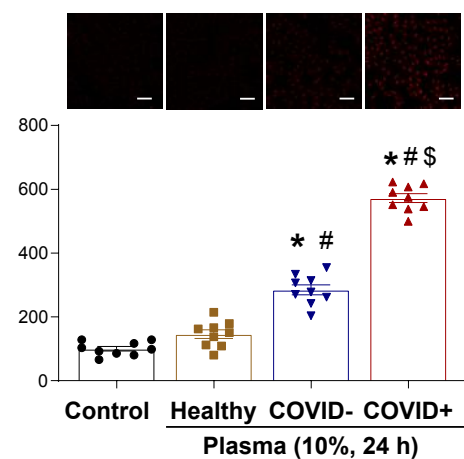 800
* # $
600
* #
400
200
0
Control Healthy COVID- COVID+
Plasma (10%, 24 h)